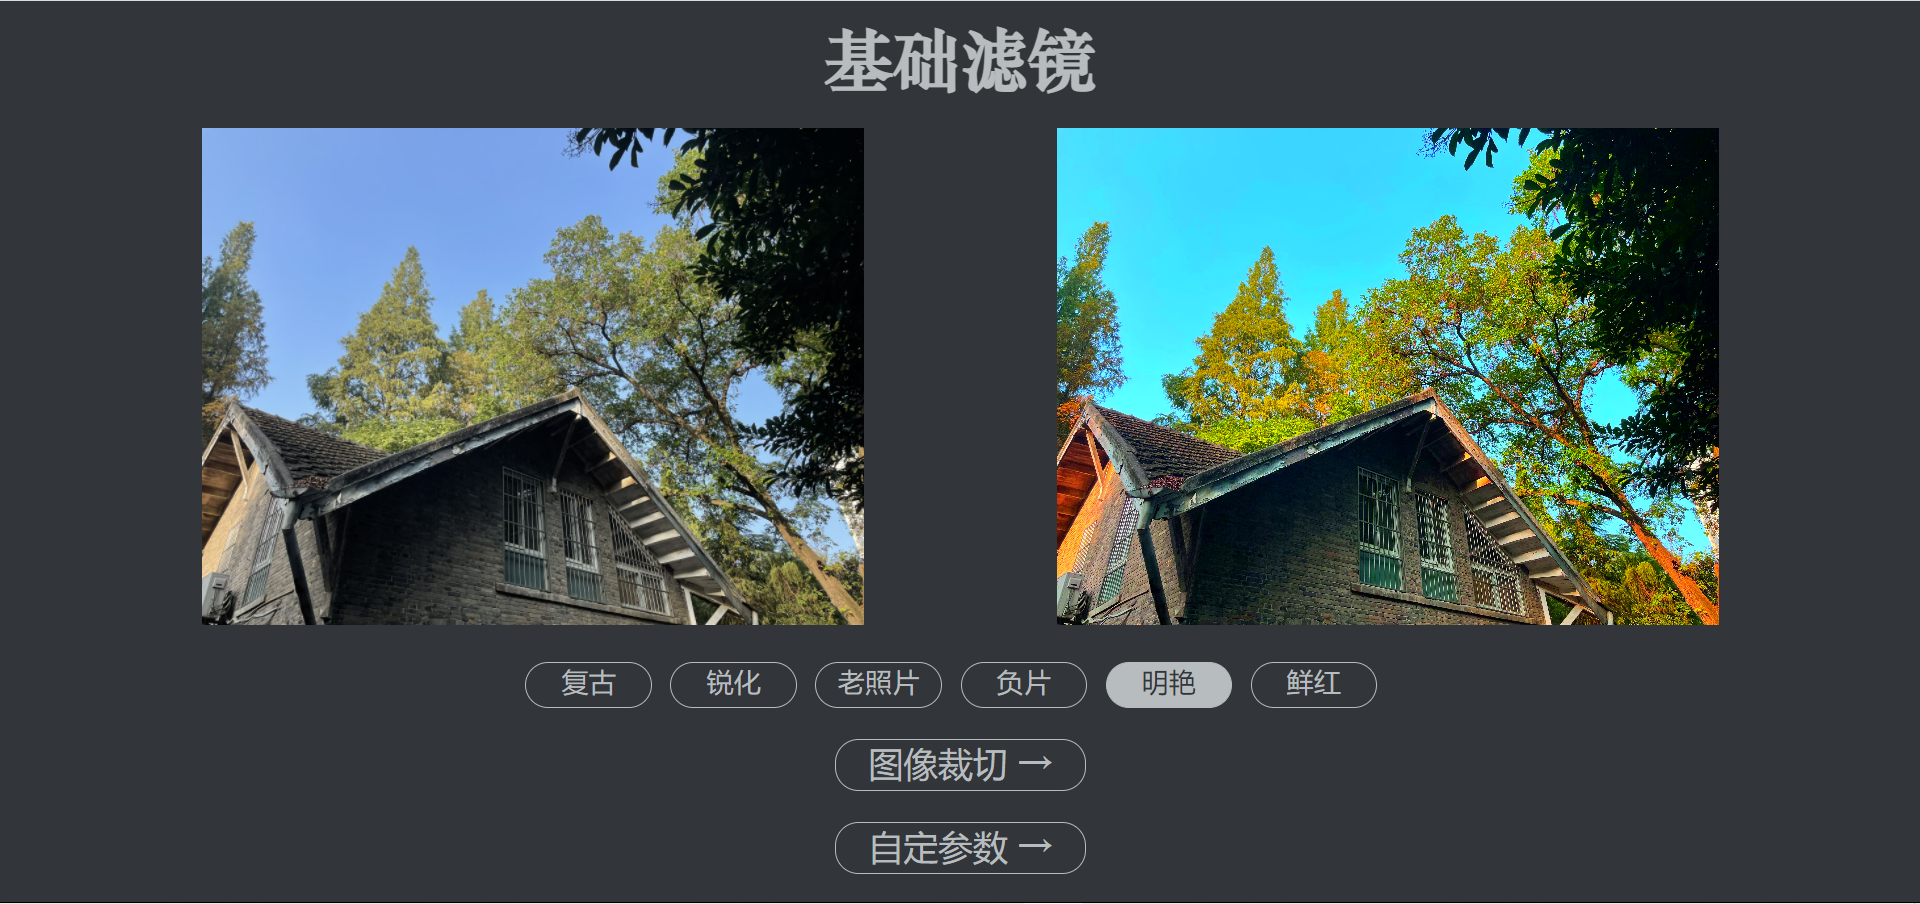 基础滤镜
复古 锐化 老照片 负片 明艳 鲜红
图像裁切 →
自定参数 →